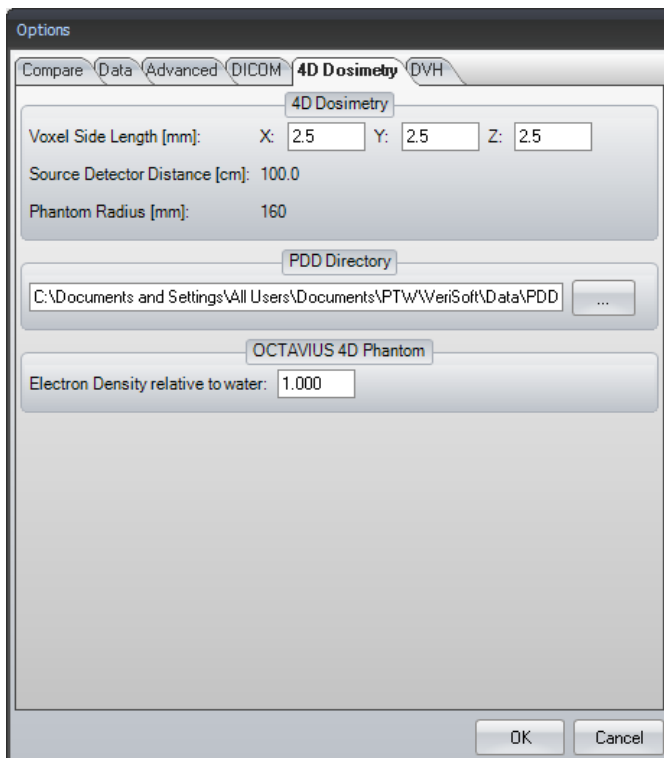 Options
Compare Data Advanced DICOM 4D Dosimetry DVH
4D Dosimetry
Voxel Side Length [mm]: X: 2.5 Y: 2.5 Z: 2.5
Source Detector Distance [cm]: 100.0
Phantom Radius [mm]: 160
PDD Directory
C:\Documents and Settings\All Users\Documents\PTW\VeriSoft\Data\PDD ...
OCTAVIUS 4D Phantom
Electron Density relative to water: 1.000
OK Cancel